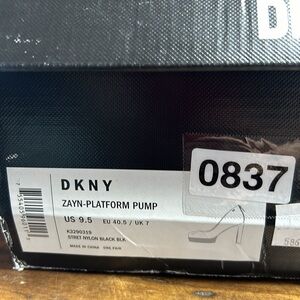 D
DKNY
0837
ZAYN-PLATFORM PUMP
US 9.5 EU 40.5 / UK 7
K3290319
STRET NYLON BLACK BLK
MADE IN CHINA ONE PAIR